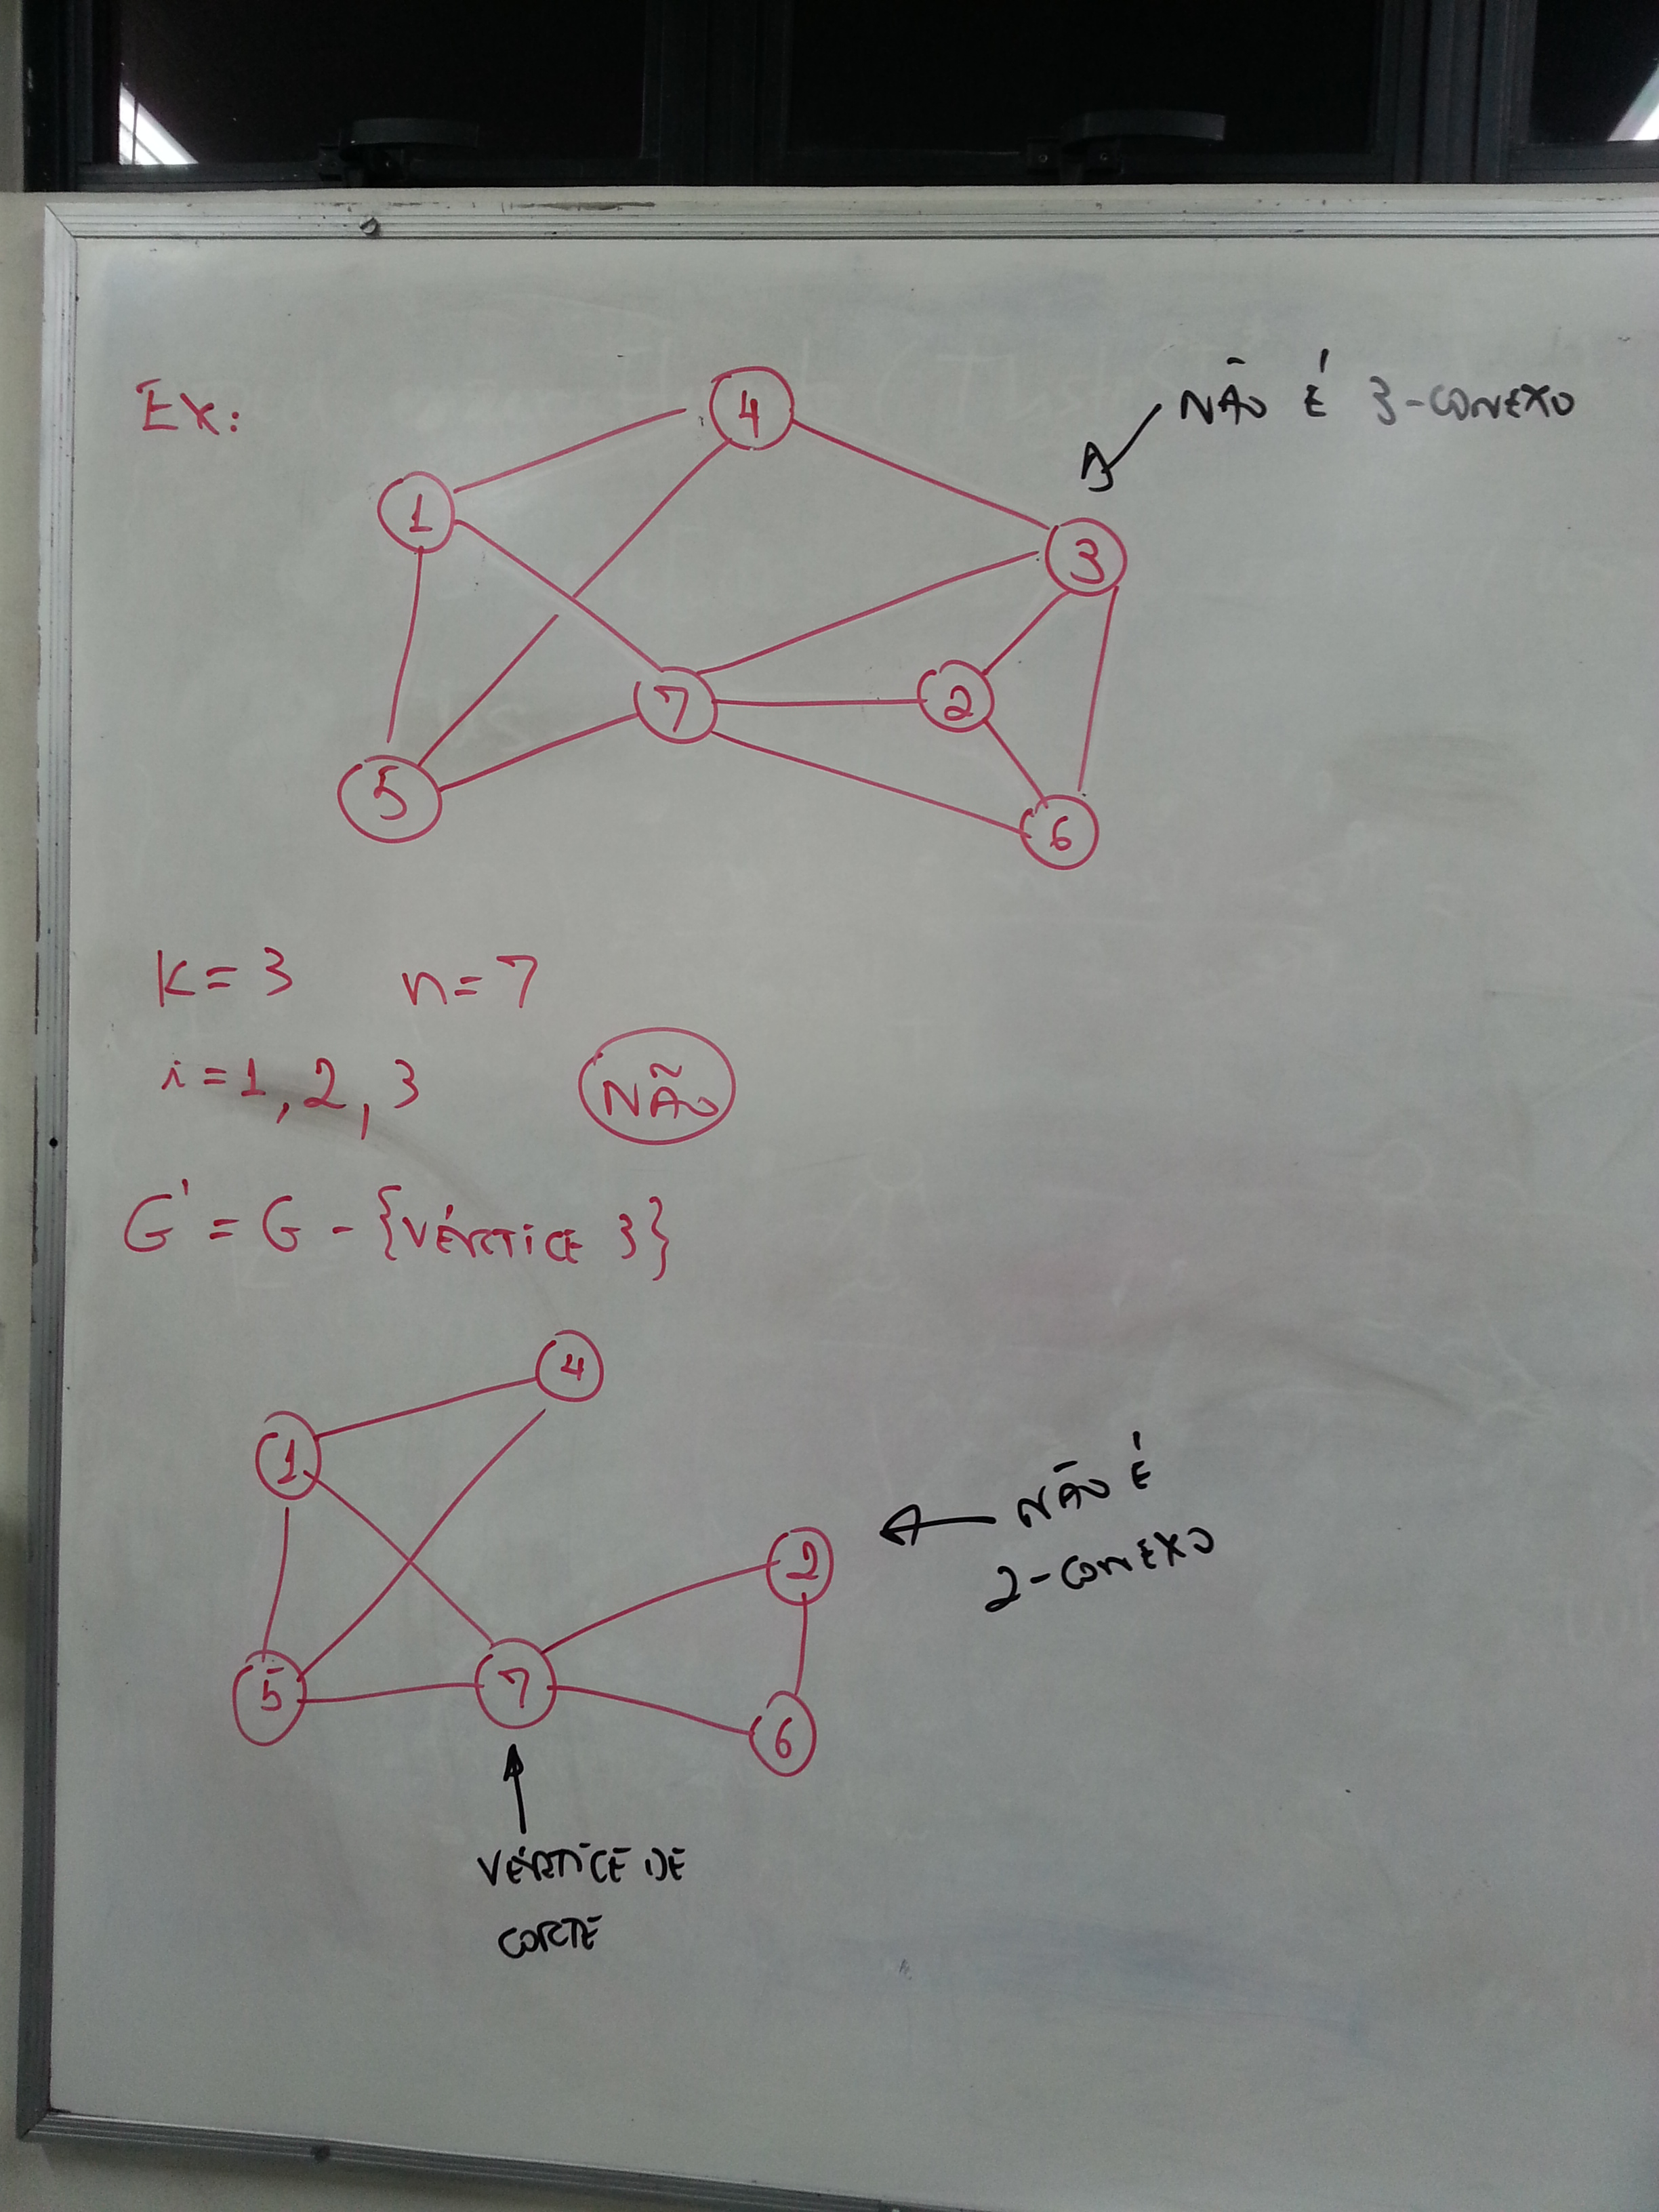 EX:
4
NÃO É 3-CONEXO
1
3
7
2
5
6
K=3 n=7
i=1,2,3 NÃO
G' = G - {VÉRTICE 3}
4
1
NÃO É
2-CONEXO
2
5
7
6
VÉRTICE DE
CORTE